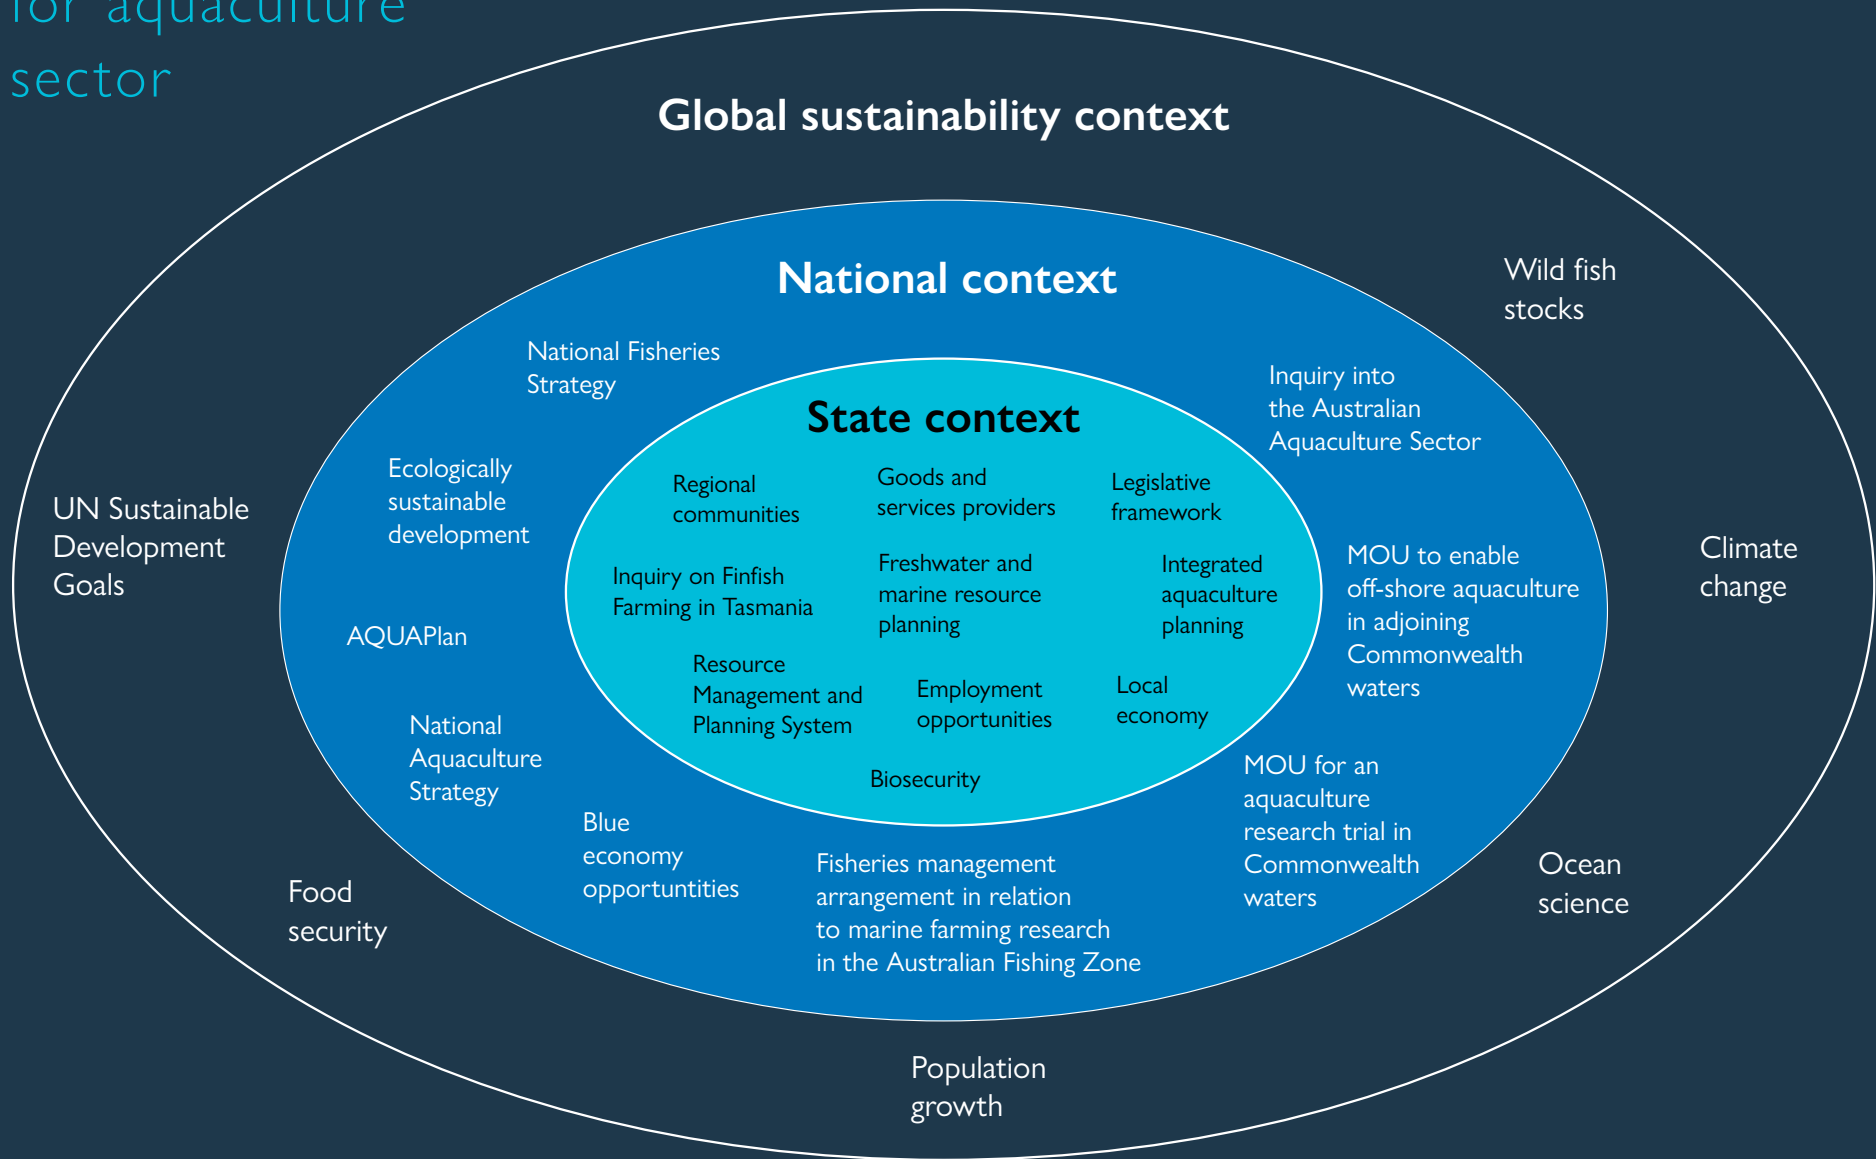 for aquaculture
sector
Global sustainability context
Wild fish
stocks
UN Sustainable
Development
Goals
Climate
change
Food
security
Ocean
science
Population
growth
National context
National Fisheries
Strategy
Inquiry into
the Australian
Aquaculture Sector
Ecologically
sustainable
development
MOU to enable
off-shore aquaculture
in adjoining
Commonwealth
waters
AQUAPlan
National
Aquaculture
Strategy
MOU for an
aquaculture
research trial in
Commonwealth
waters
Blue
economy
opportuntities
Fisheries management
arrangement in relation
to marine farming research
in the Australian Fishing Zone
State context
Regional
communities
Goods and
services providers
Legislative
framework
Inquiry on Finfish
Farming in Tasmania
Freshwater and
marine resource
planning
Integrated
aquaculture
planning
Resource
Management and
Planning System
Employment
opportunities
Local
economy
Biosecurity